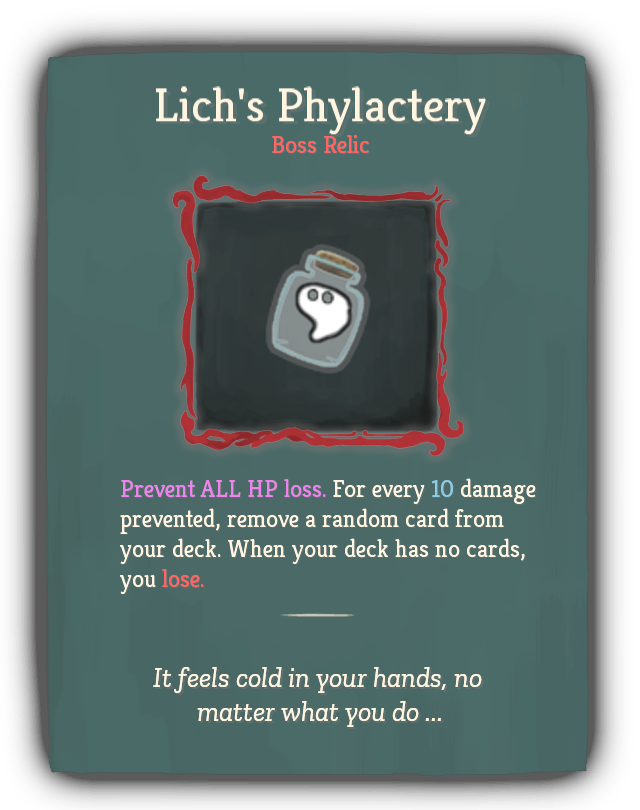 Lich's Phylactery
Boss Relic
Prevent ALL HP loss. For every 10 damage
prevented, remove a random card from
your deck. When your deck has no cards,
you lose.
It feels cold in your hands, no
matter what you do ...